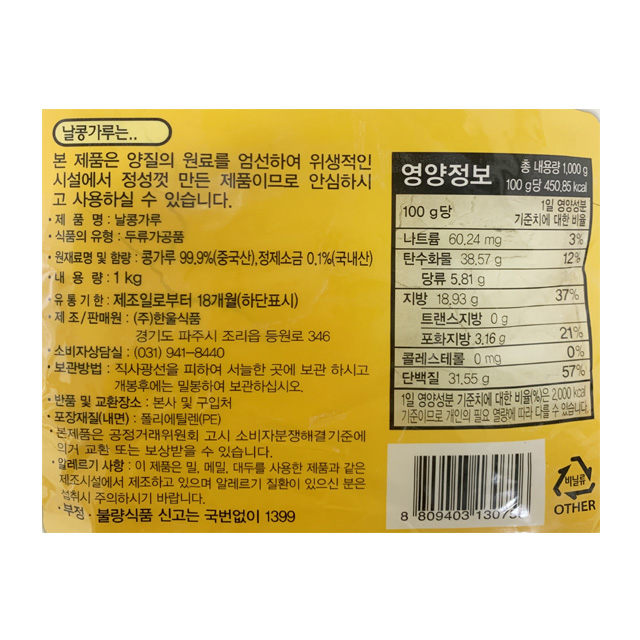 날콩가루는..
본 제품은 양질의 원료를 엄선하여 위생적인
시설에서 정성껏 만든 제품이므로 안심하시
고 사용하실 수 있습니다.
·제 품 명 : 날콩가루
·식품의 유형 : 두류가공품
·원재료명 및 함량 : 콩가루 99.9%(중국산),정제소금 0.1%(국내산)
·내 용 량 : 1 kg
·유 통 기 한 : 제조일로부터 18개월(하단표시)
·제 조/판매원 : (주)한울식품
경기도 파주시 조리읍 등원로 346
·소비자상담실 : (031) 941-8440
·보관방법 : 직사광선을 피하여 서늘한 곳에 보관 하시고
개봉후에는 밀봉하여 보관하십시오.
·반품 및 교환장소 : 본사 및 구입처
·포장재질(내면) : 폴리에틸렌(PE)
·본제품은 공정거래위원회 고시 소비자분쟁해결기준에
의거 교환 또는 보상받을 수 있습니다.
·알레르기 사항 : 이 제품은 밀, 메밀, 대두를 사용한 제품과 같은
제조시설에서 제조하고 있으며 알레르기 질환이 있으신 분은
섭취시 주의하시기 바랍니다.
·부정·불량식품 신고는 국번없이 1399
영양정보
총 내용량 1,000 g
100 g당 450.85 kcal
100 g당
1일 영양성분
기준치에 대한 비율
나트륨 60.24 mg 3%
탄수화물 38.57 g 12%
당류 5.81 g
지방 18.93 g 37%
트랜스지방 0 g
포화지방 3.16 g 21%
콜레스테롤 0 mg 0%
단백질 31.55 g 57%
1일 영양성분 기준치에 대한 비율(%)은 2,000 kcal
기준이므로 개인의 필요 열량에 따라 다를 수 있습니다.
8 809403 1307
비닐류
OTHER